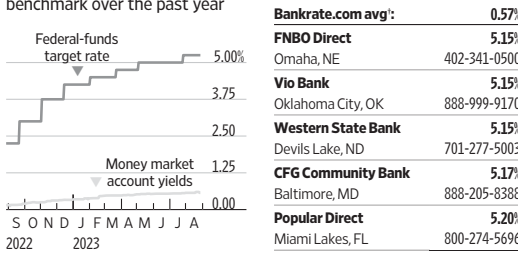 benchmark over the past year
Federal-funds
target rate
5.00%
3.75
2.50
Money market
account yields
1.25
0.00
S O N D J F M A M J J A
2022 2023
Bankrate.com avg†: 0.57%
FNBO Direct 5.15%
Omaha, NE 402-341-0500
Vio Bank 5.15%
Oklahoma City, OK 888-999-9170
Western State Bank 5.15%
Devils Lake, ND 701-277-5003
CFG Community Bank 5.17%
Baltimore, MD 888-205-8388
Popular Direct 5.20%
Miami Lakes, FL 800-274-5696